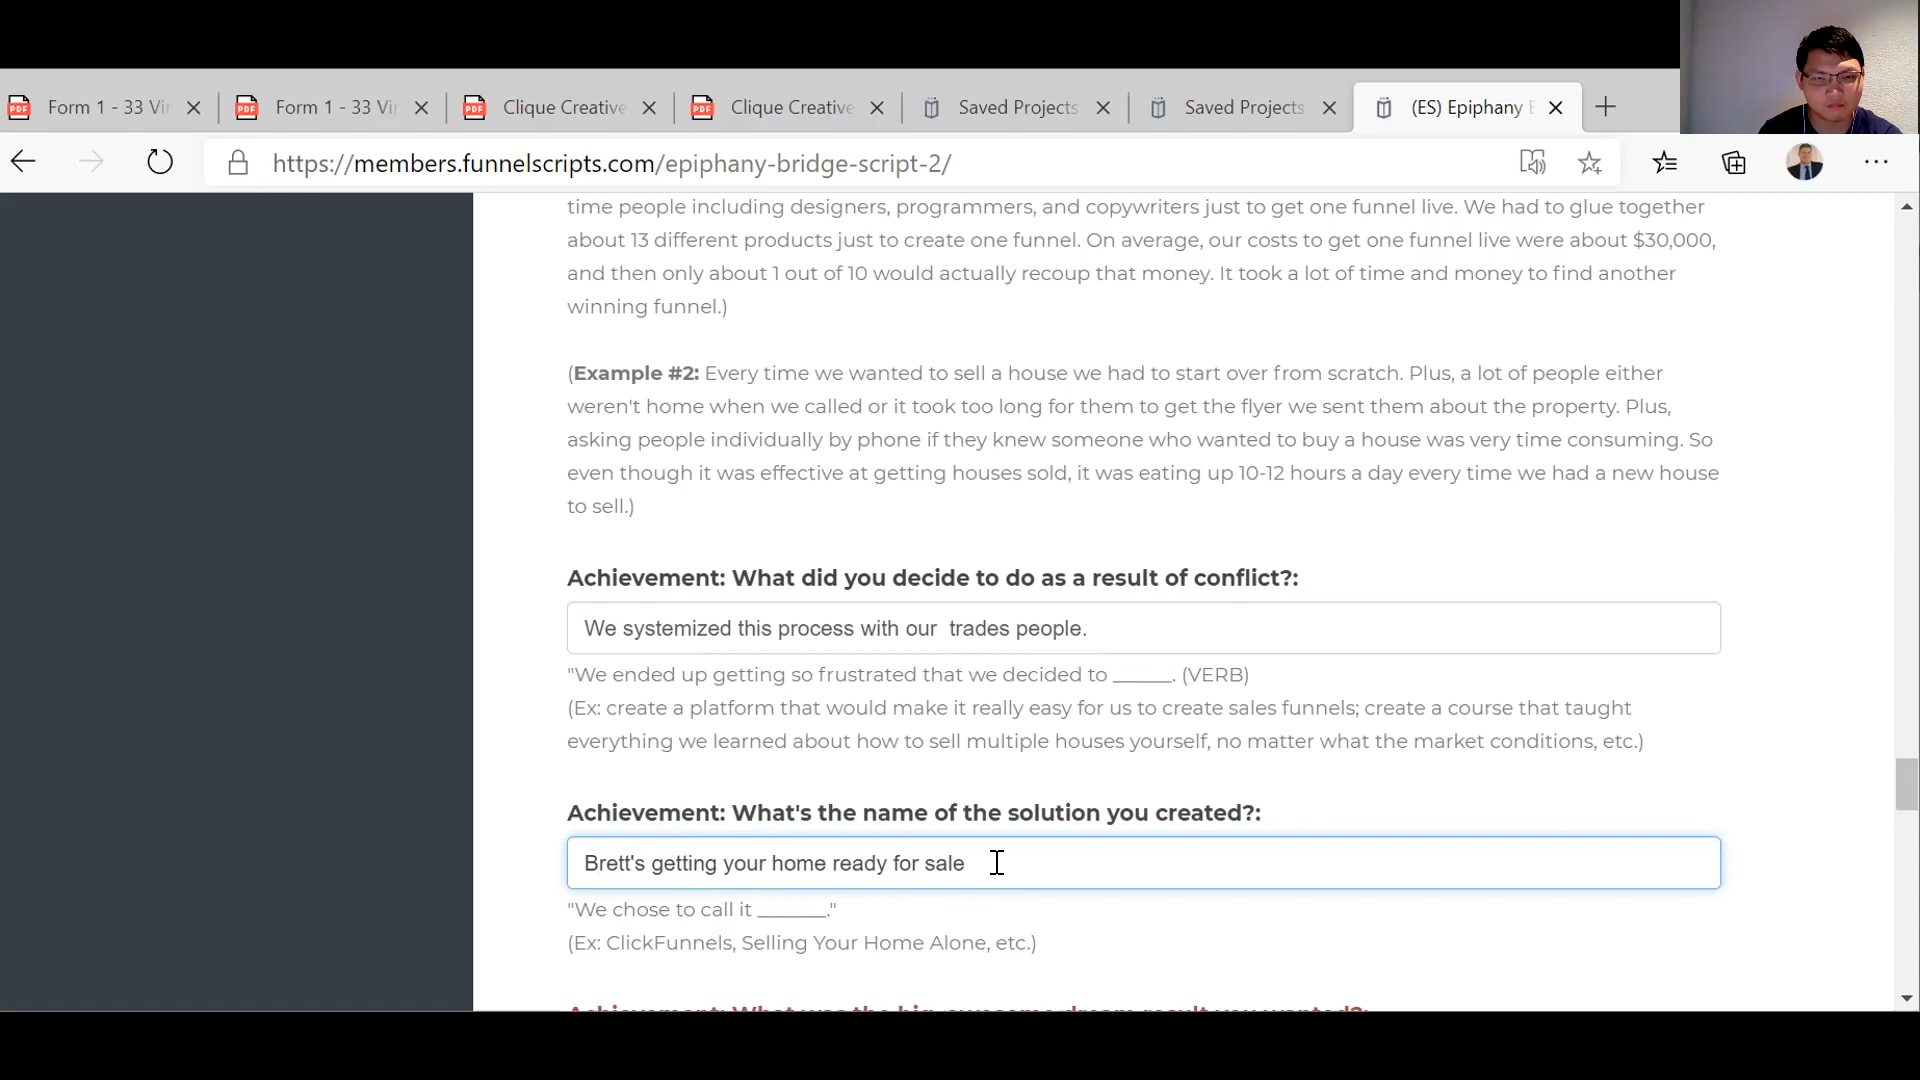 Form 1 - 33 Vir
Form 1 - 33 Vir
Clique Creative
Clique Creative
Saved Projects
Saved Projects
(ES) Epiphany E
https://members.funnelscripts.com/epiphany-bridge-script-2/
time people including designers, programmers, and copywriters just to get one funnel live. We had to glue together
about 13 different products just to create one funnel. On average, our costs to get one funnel live were about $30,000,
and then only about 1 out of 10 would actually recoup that money. It took a lot of time and money to find another
winning funnel.)
(Example #2: Every time we wanted to sell a house we had to start over from scratch. Plus, a lot of people either
weren't home when we called or it took too long for them to get the flyer we sent them about the property. Plus,
asking people individually by phone if they knew someone who wanted to buy a house was very time consuming. So
even though it was effective at getting houses sold, it was eating up 10-12 hours a day every time we had a new house
to sell.)
Achievement: What did you decide to do as a result of conflict?:
We systemized this process with our  trades people.
"We ended up getting so frustrated that we decided to ______. (VERB)
(Ex: create a platform that would make it really easy for us to create sales funnels; create a course that taught
everything we learned about how to sell multiple houses yourself, no matter what the market conditions, etc.)
Achievement: What's the name of the solution you created?:
Brett's getting your home ready for sale
"We chose to call it _______."
(Ex: ClickFunnels, Selling Your Home Alone, etc.)
Achievement: What was the big, awesome dream result you wanted?: